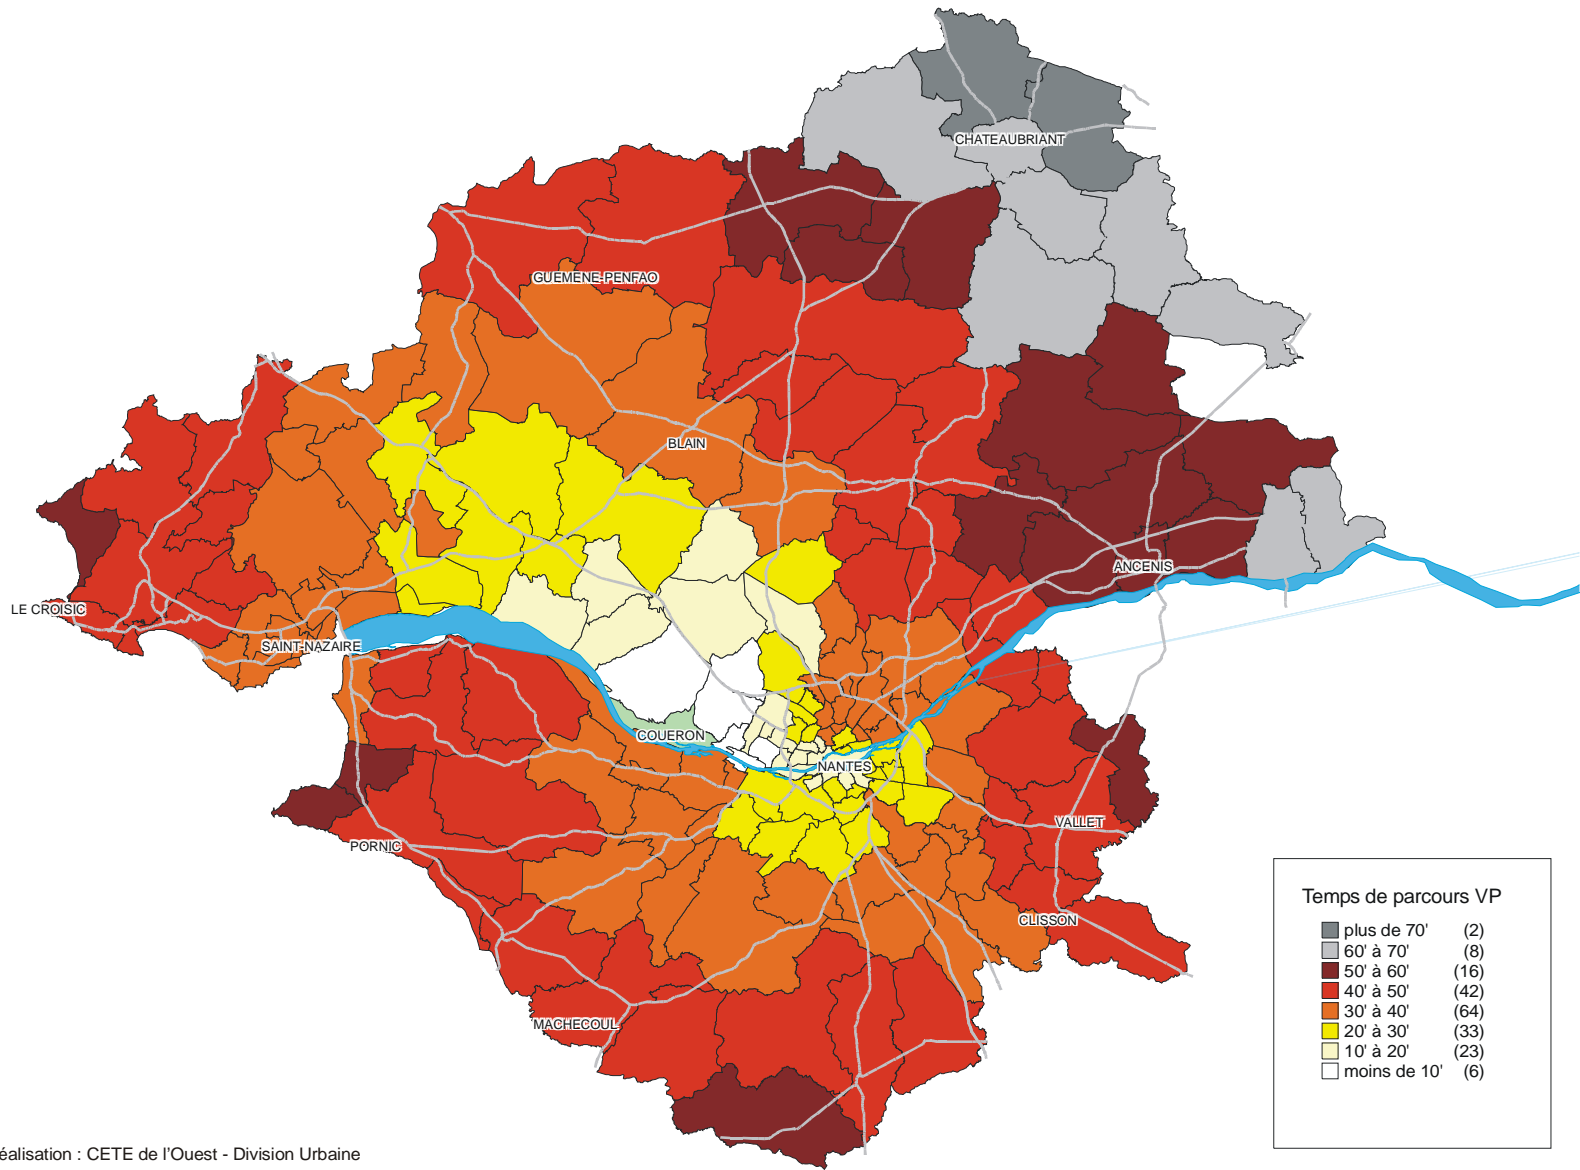 CHATEAUBRIANT
GUEMENE-PENFAO
BLAIN
ANCENIS
LE CROISIC
SAINT-NAZAIRE
COUERON
NANTES
VALLET
PORNIC
CLISSON
MACHECOUL
Temps de parcours VP
plus de 70' (2)
60' à 70' (8)
50' à 60' (16)
40' à 50' (42)
30' à 40' (64)
20' à 30' (33)
10' à 20' (23)
moins de 10' (6)
éalisation : CETE de l'Ouest - Division Urbaine